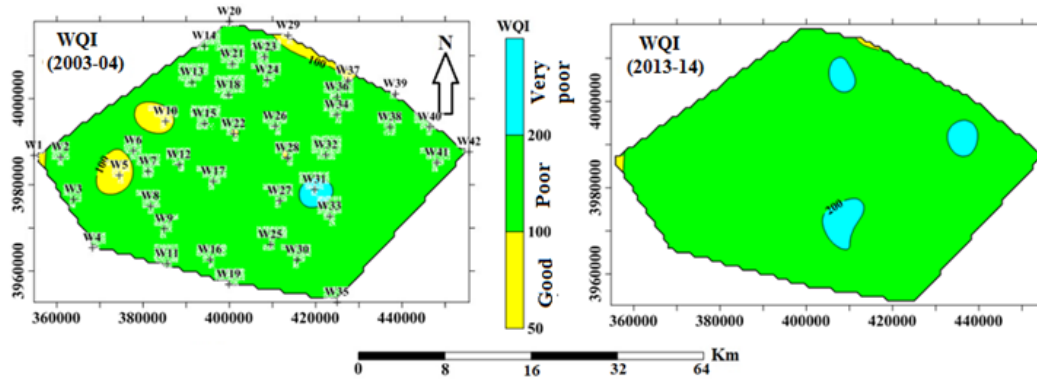 WQI
(2003-04)
W20
W29
N
W14
W23
W21
W24
100
W37
W13
W18
W36
W39
W34
W10
W15
W22
W26
W38
W40
W1
W2
W6
W7
W12
W28
W32
W41
W42
100
W5
W17
W31
W3
W8
W27
W33
W9
W4
W25
W11
W16
W30
W19
W35
4000000
3980000
3960000
360000
380000
400000
420000
440000
WQI
Very poor
200
Poor
100
Good
50
WQI
(2013-14)
200
4000000
3980000
3960000
360000
380000
400000
420000
440000
Km
0
8
16
32
64